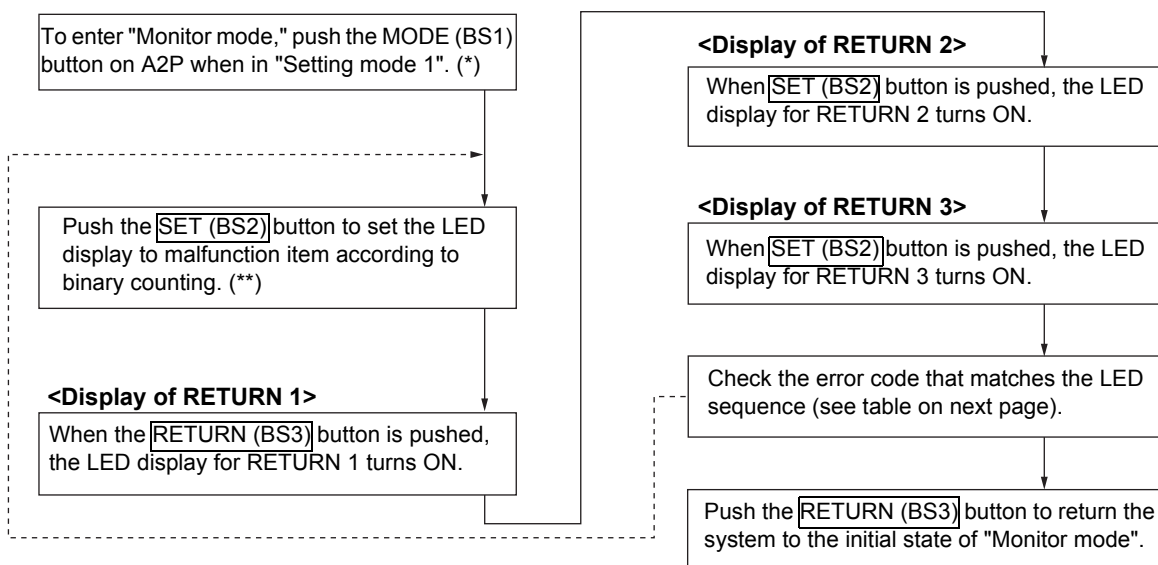 To enter "Monitor mode," push the MODE (BS1)
button on A2P when in "Setting mode 1". (*)
Push the SET (BS2) button to set the LED
display to malfunction item according to
binary counting. (**)
<Display of RETURN 1>
When the RETURN (BS3) button is pushed,
the LED display for RETURN 1 turns ON.
<Display of RETURN 2>
When SET (BS2) button is pushed, the LED
display for RETURN 2 turns ON.
<Display of RETURN 3>
When SET (BS2) button is pushed, the LED
display for RETURN 3 turns ON.
Check the error code that matches the LED
sequence (see table on next page).
Push the RETURN (BS3) button to return the
system to the initial state of "Monitor mode".